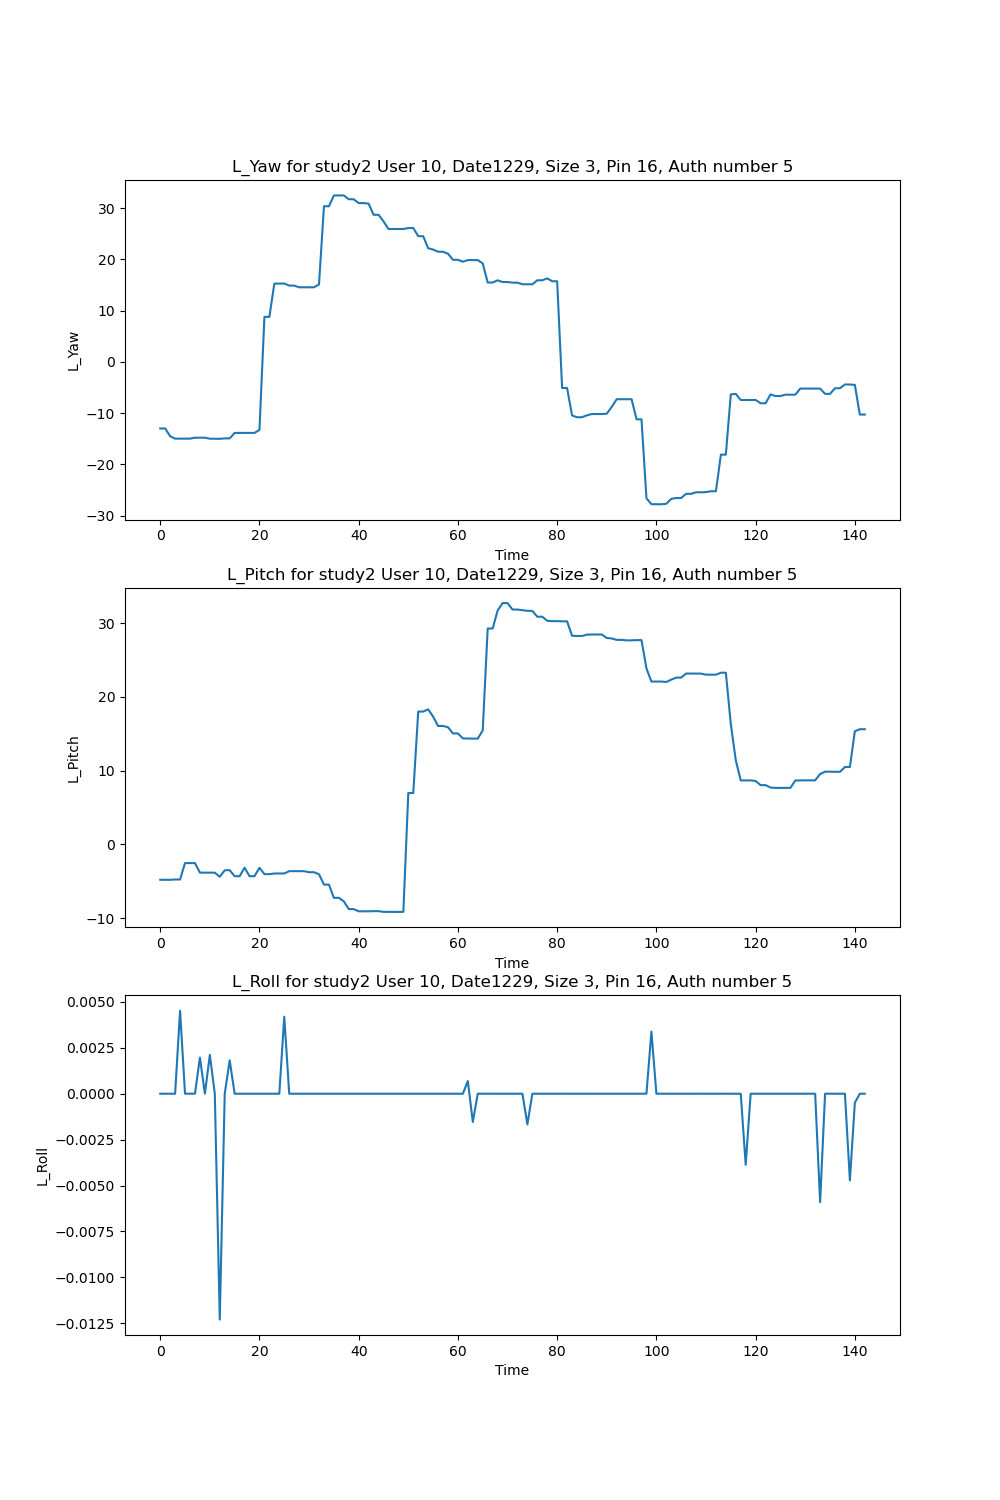 L_Yaw for study2 User 10, Date1229, Size 3, Pin 16, Auth number 5
30
20
10
0
−10
−20
−30
L_Yaw
0 20 40 60 80 100 120 140
Time
L_Pitch for study2 User 10, Date1229, Size 3, Pin 16, Auth number 5
30
20
10
0
−10
L_Pitch
0 20 40 60 80 100 120 140
Time
L_Roll for study2 User 10, Date1229, Size 3, Pin 16, Auth number 5
0.0050
0.0025
0.0000
−0.0025
−0.0050
−0.0075
−0.0100
−0.0125
L_Roll
0 20 40 60 80 100 120 140
Time